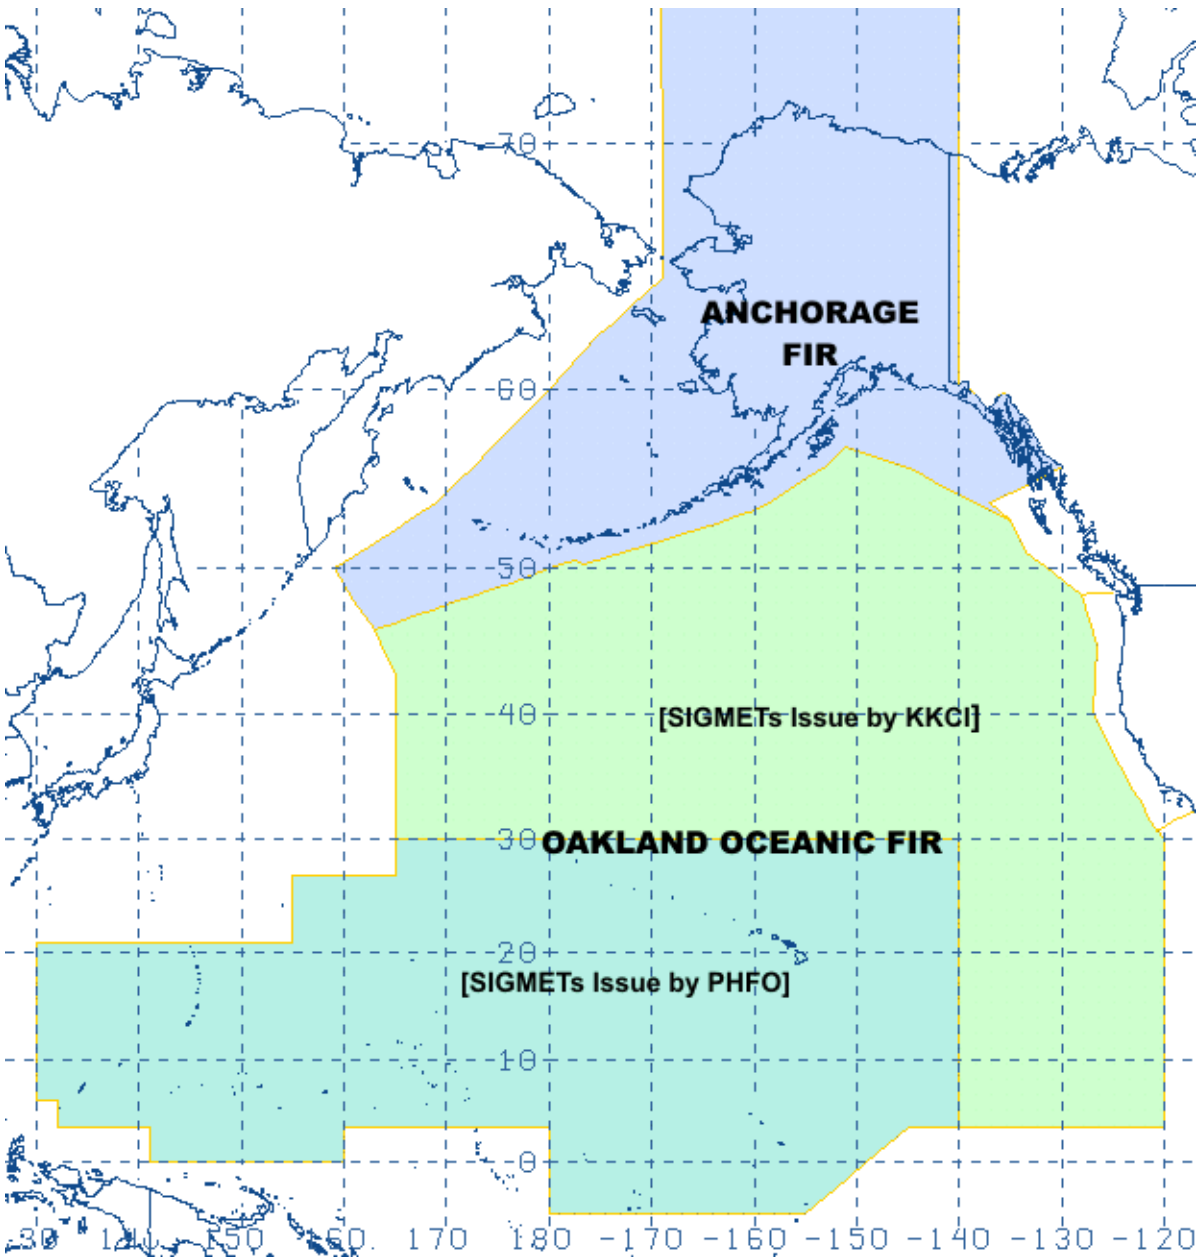 70
ANCHORAGE
FIR
60
50
[SIGMETs Issue by KKCI]
40
OAKLAND OCEANIC FIR
30
20
[SIGMETs Issue by PHFO]
10
0
130 140 150 160 170 180 -170 -160 -150 -140 -130 -120